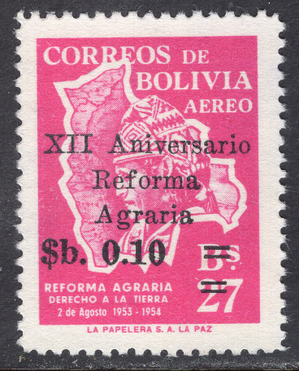 CORREOS DE
BOLIVIA
AEREO
XII Aniversario
Reforma
Agraria
$b. 0.10
BS.
27
REFORMA AGRARIA
DERECHO A LA TIERRA
2 de Agosto 1953 - 1954
LA PAPELERA S. A. LA PAZ